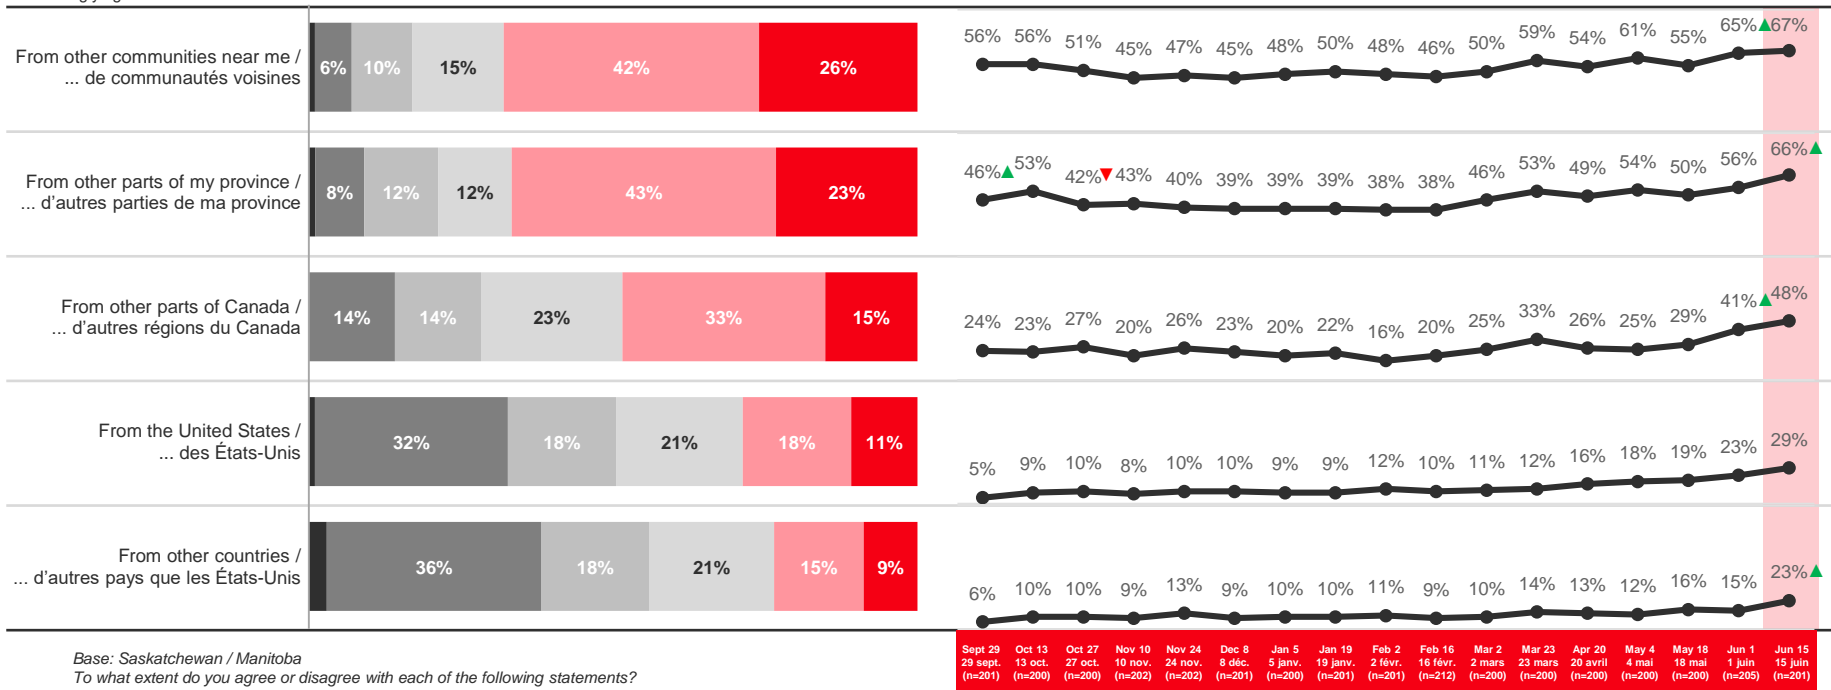 From other communities near me /
... de communautés voisines
6% 10% 15% 42% 26%
56% 56% 51% 45% 47% 45% 48% 50% 48% 46% 50% 59% 54% 61% 55% 65% 67%
From other parts of my province /
... d'autres parties de ma province
8% 12% 12% 43% 23%
46% 53% 42% 43% 40% 39% 39% 39% 38% 38% 46% 53% 49% 54% 50% 56% 66%
From other parts of Canada /
... d'autres régions du Canada
14% 14% 23% 33% 15%
24% 23% 27% 20% 26% 23% 20% 22% 16% 20% 25% 33% 26% 25% 29% 41% 48%
From the United States /
... des États-Unis
32% 18% 21% 18% 11%
5% 9% 10% 8% 10% 10% 9% 9% 12% 10% 11% 12% 16% 18% 19% 23% 29%
From other countries /
... d'autres pays que les États-Unis
36% 18% 21% 15% 9%
6% 10% 10% 9% 13% 9% 10% 10% 11% 9% 10% 14% 13% 12% 16% 15% 23%
Sept 29 Oct 13 Oct 27 Nov 10 Nov 24 Dec 8 Jan 5 Jan 19 Feb 2 Feb 16 Mar 2 Mar 23 Apr 20 May 4 May 18 Jun 1 Jun 15
29 sept. 13 oct. 27 oct. 10 nov. 24 nov. 8 déc. 5 janv. 19 janv. 2 févr. 16 févr. 2 mars 23 mars 20 avril 4 mai 18 mai 1 juin 15 juin
(n=201) (n=200) (n=200) (n=202) (n=202) (n=201) (n=200) (n=201) (n=201) (n=212) (n=200) (n=200) (n=200) (n=200) (n=200) (n=205) (n=201)
Base: Saskatchewan / Manitoba
To what extent do you agree or disagree with each of the following statements?